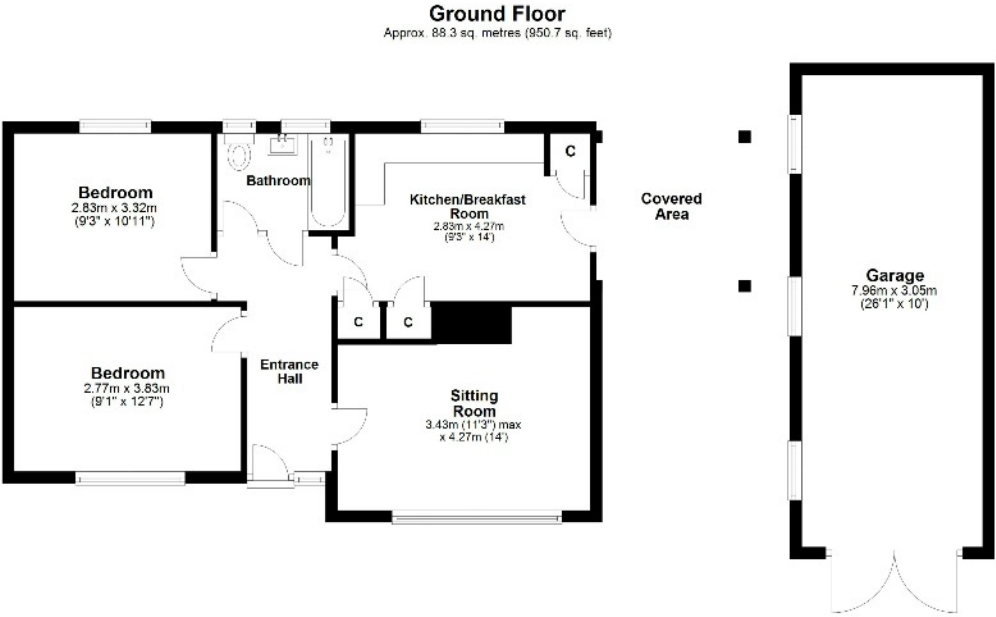 Ground Floor
Approx. 88.3 sq. metres (950.7 sq. feet)
Bedroom
2.83m x 3.32m
(9'3" x 10'11")
Bathroom
Kitchen/Breakfast
Room
2.83m x 4.27m
(9'3" x 14')
C
Covered
Area
Garage
7.96m x 3.05m
(26'1" x 10')
C
C
Bedroom
2.77m x 3.83m
(9'1" x 12'7")
Entrance
Hall
Sitting
Room
3.43m (11'3") max
x 4.27m (14')